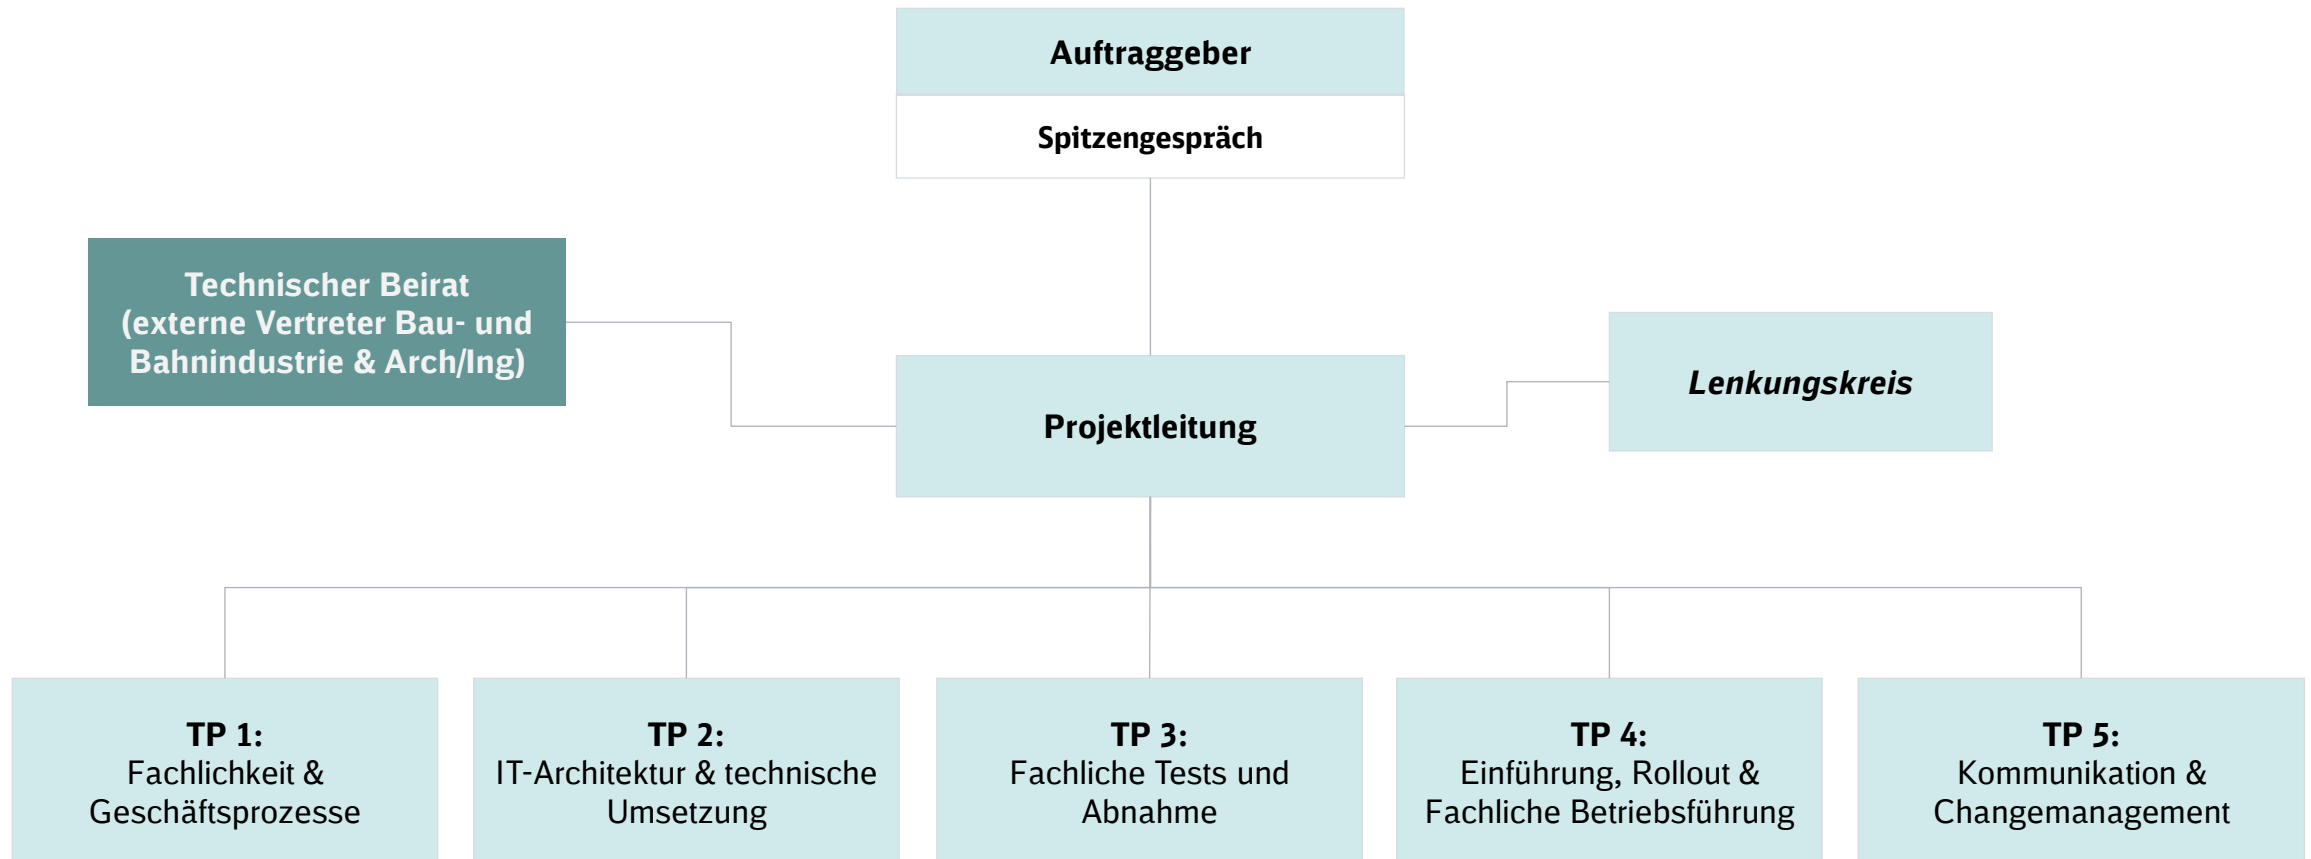 Auftraggeber
Spitzengespräch
Technischer Beirat
(externe Vertreter Bau- und
Bahnindustrie & Arch/Ing)
Lenkungskreis
Projektleitung
TP 1:
Fachlichkeit &
Geschäftsprozesse
TP 2:
IT-Architektur & technische
Umsetzung
TP 3:
Fachliche Tests und
Abnahme
TP 4:
Einführung, Rollout &
Fachliche Betriebsführung
TP 5:
Kommunikation &
Changemanagement